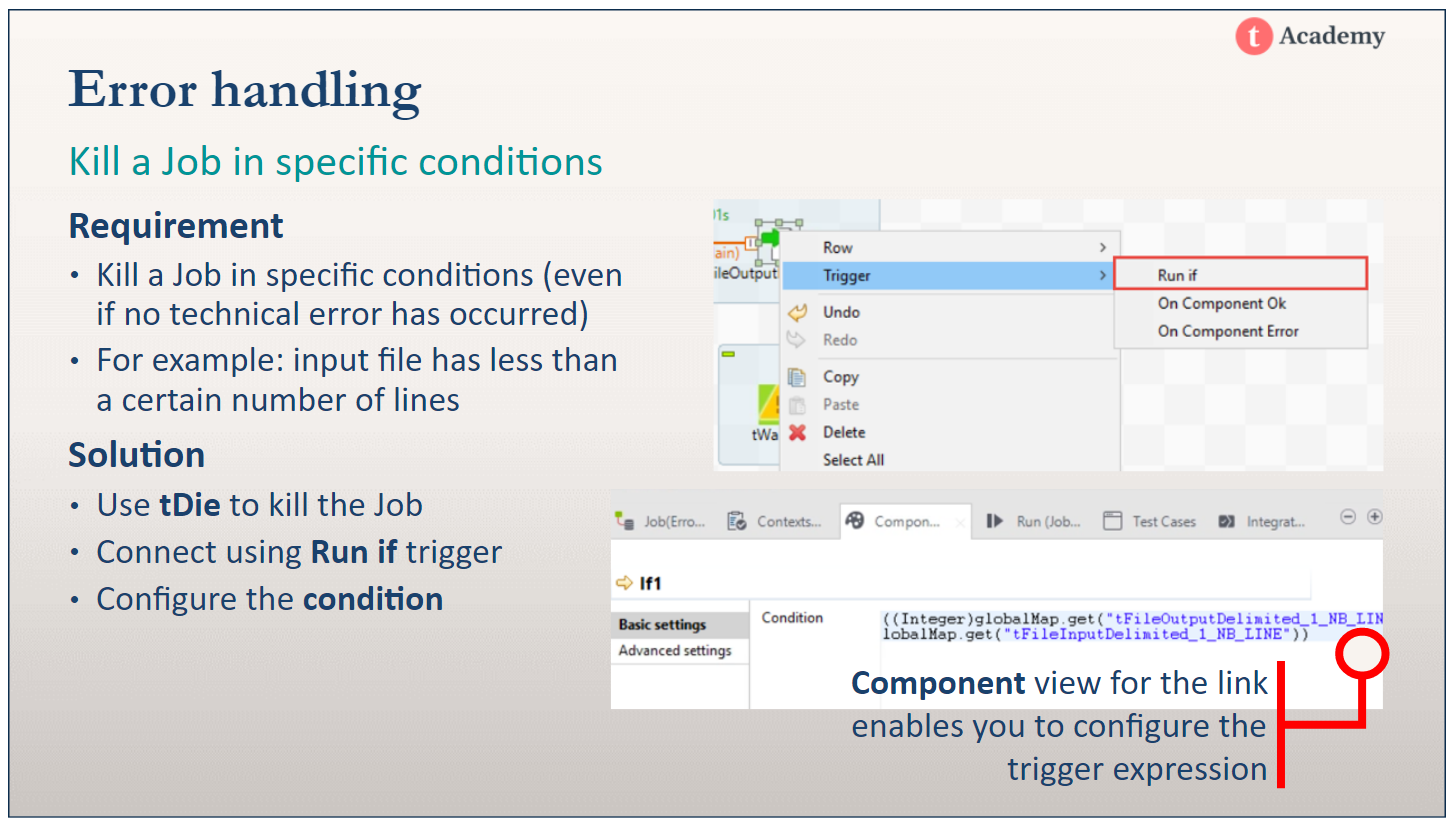 t Academy
Error handling
Kill a Job in specific conditions
Requirement
• Kill a Job in specific conditions (even
if no technical error has occurred)
• For example: input file has less than
a certain number of lines
Solution
• Use tDie to kill the Job
• Connect using Run if trigger
• Configure the condition
01s
ain)
ileOutput
tWa
Row
Trigger
Undo
Redo
Copy
Paste
Delete
Select All
Run if
On Component Ok
On Component Error
Job(Erro...
Contexts...
Compon...
Run (Job...
Test Cases
Integrat...
If1
Basic settings
Advanced settings
Condition
((Integer)globalMap.get("tFileOutputDelimited_1_NB_LIN
lobalMap.get("tFileInputDelimited_1_NB_LINE"))
Component view for the link
enables you to configure the
trigger expression